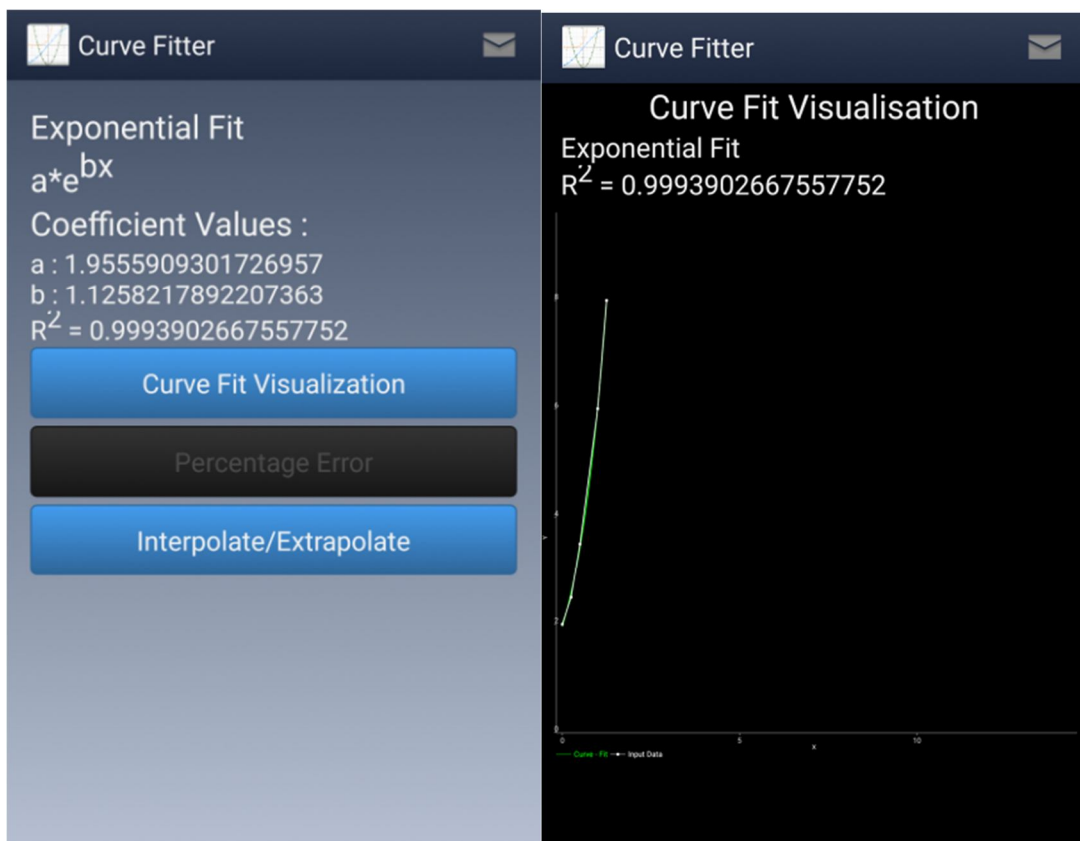 Curve Fitter
Exponential Fit
a*e^bx
Coefficient Values :
a : 1.9555909301726957
b : 1.1258217892207363
R² = 0.9993902667557752
Curve Fit Visualization
Percentage Error
Interpolate/Extrapolate
Curve Fitter
Curve Fit Visualisation
Exponential Fit
R² = 0.9993902667557752
8
6
4
Y
2
0
0 5 10
X
Curve - Fit Input Data